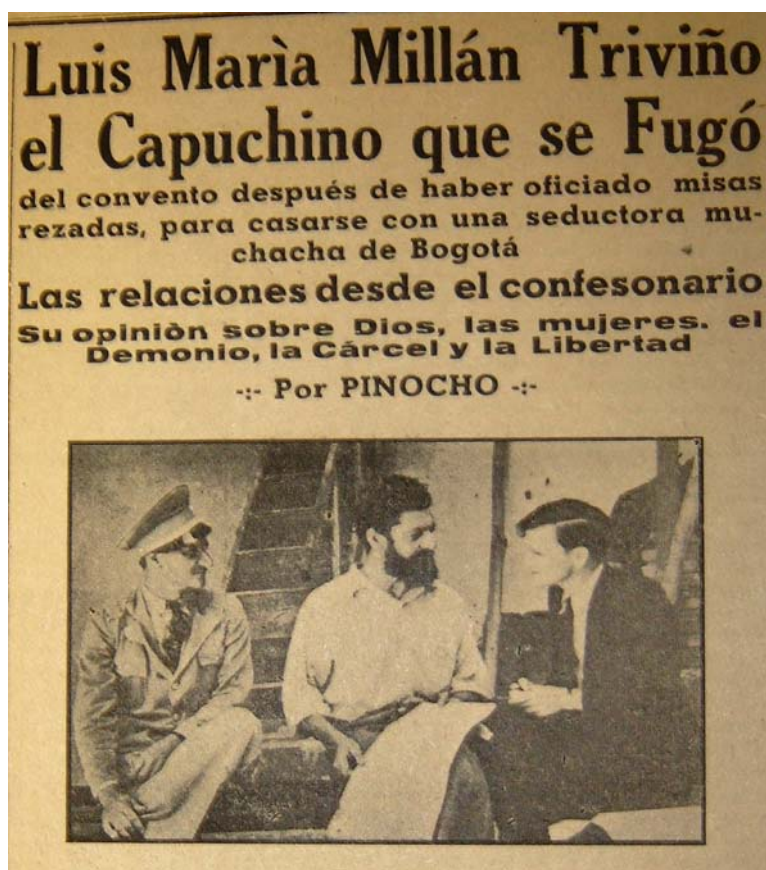 Luis Marìa Millán Triviño
el Capuchino que se Fugó
del convento después de haber oficiado misas
rezadas, para casarse con una seductora mu-
chacha de Bogotá
Las relaciones desde el confesonario
Su opiniòn sobre Dios, las mujeres. el
Demonio, la Cárcel y la Libertad
-:- Por PINOCHO -:-